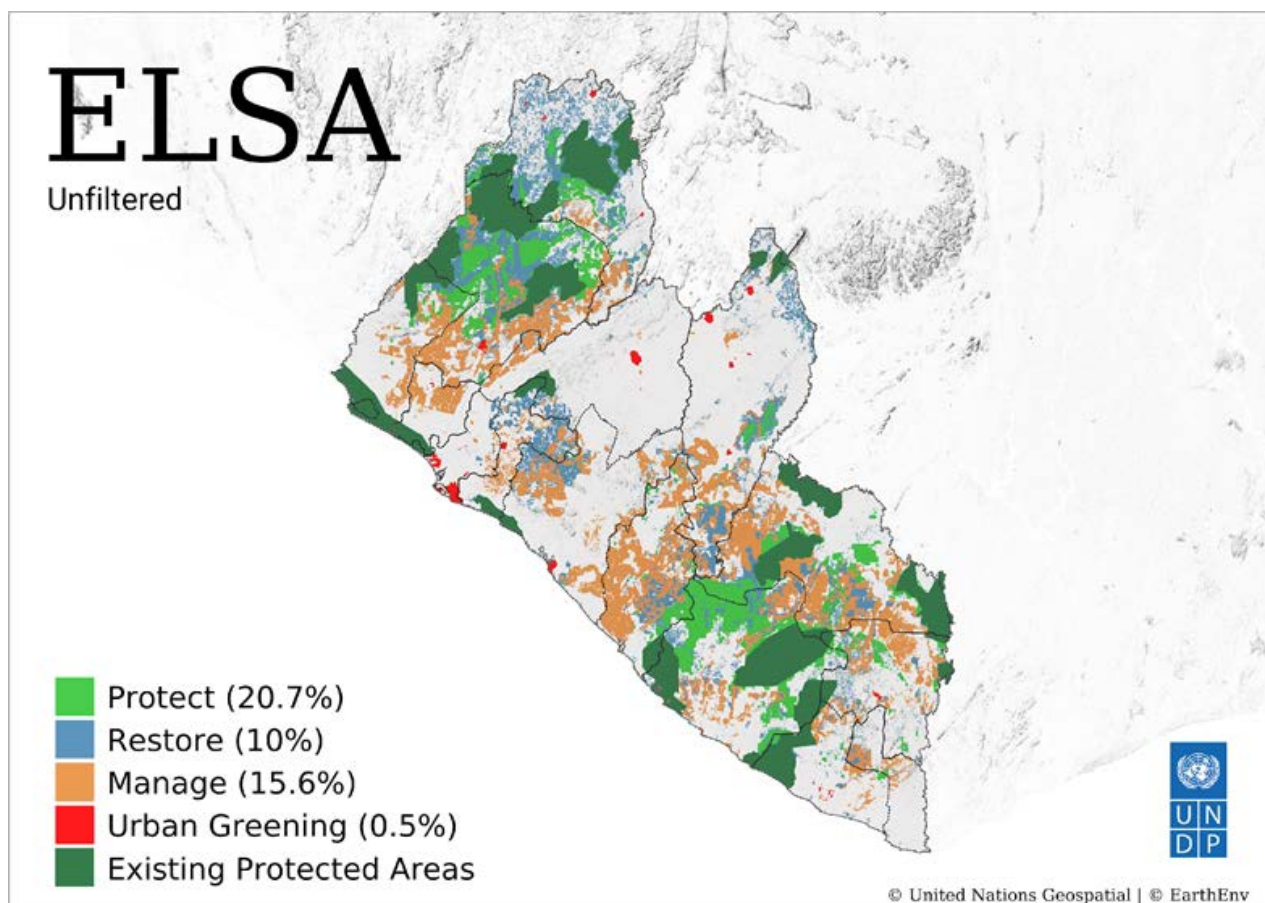 ELSA
Unfiltered
Protect (20.7%)
Restore (10%)
Manage (15.6%)
Urban Greening (0.5%)
Existing Protected Areas
U N
D P
© United Nations Geospatial | © EarthEnv